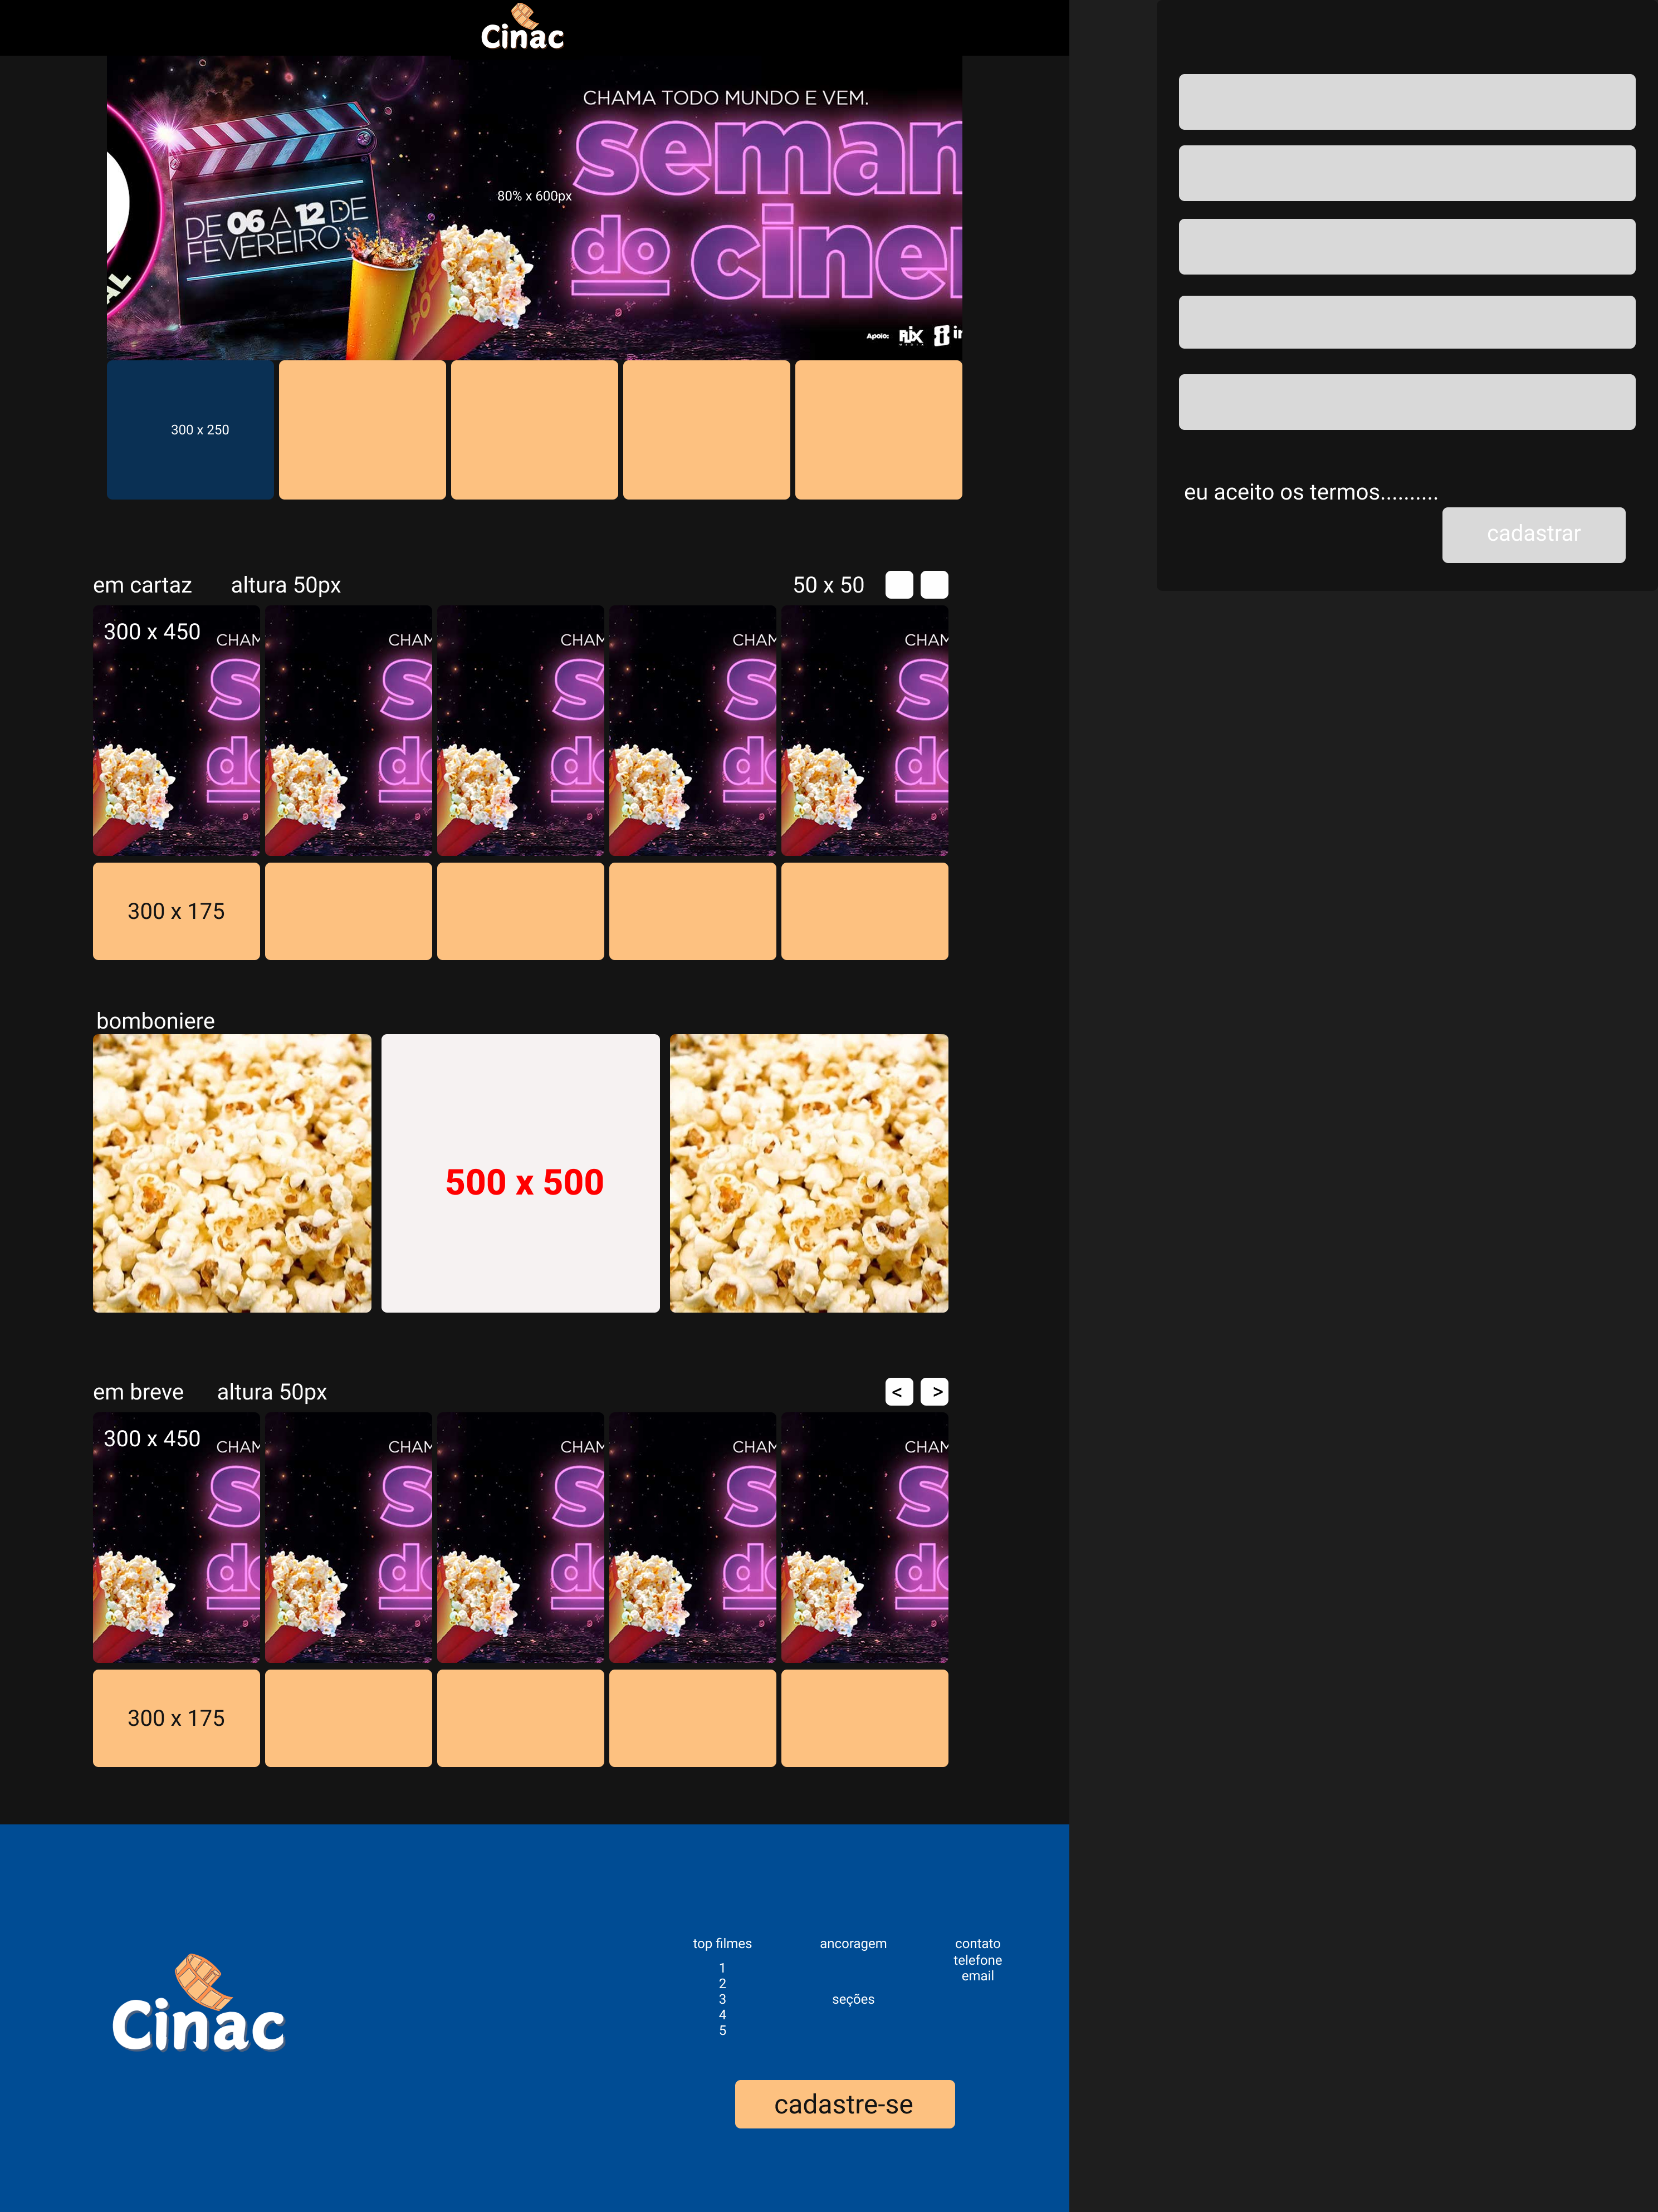 Cinac
CHAMA TODO MUNDO E VEM.
seman
do cinem
80% x 600px
DE 06 A 12 DE
FEVEREIRO
AL
Apoio: RIX
300 x 250
em cartaz altura 50px 50 x 50
300 x 450
CHAM CHAM CHAM CHAM CHAM
S S S S S
do do do do do
300 x 175
bomboniere
500 x 500
em breve altura 50px < >
300 x 450
CHAM CHAM CHAM CHAM CHAM
S S S S S
do do do do do
300 x 175
Cinac
top filmes
1
2
3
4
5
ancoragem
seções
contato
telefone
email
cadastre-se
eu aceito os termos..........
cadastrar